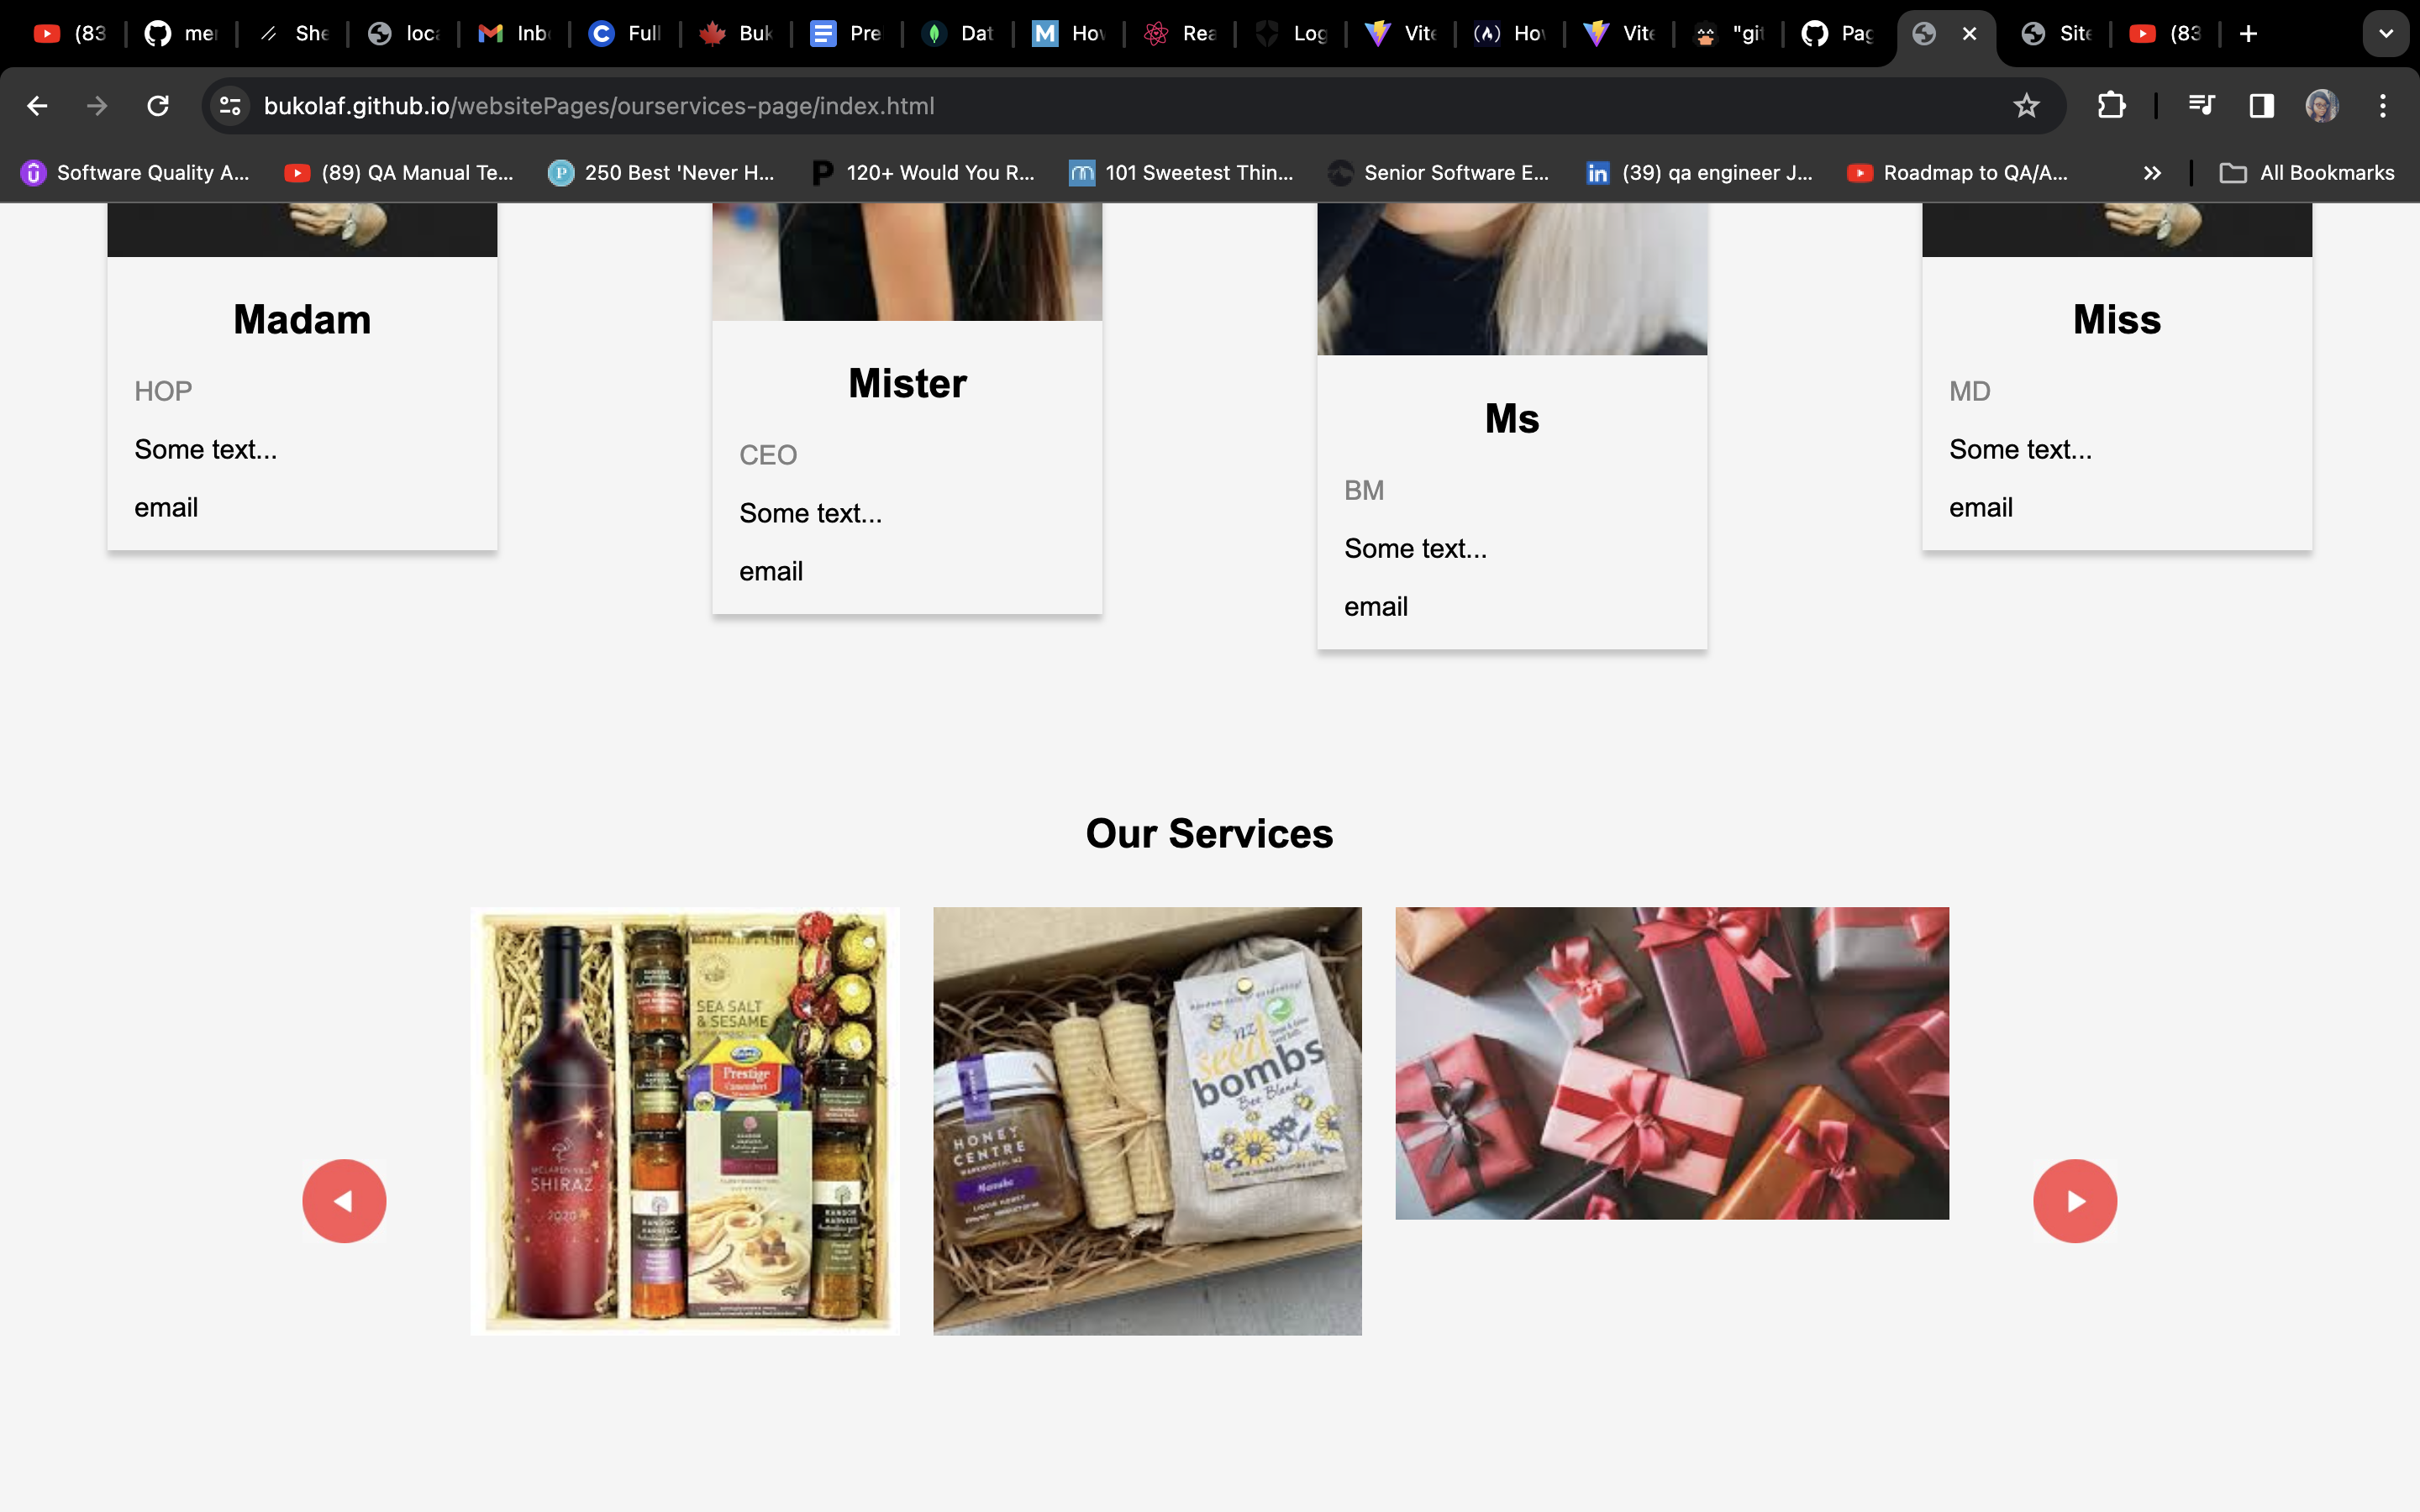 (83
mer
She
loca
Inb
Full
Buk
Pre
Dat
How
Rea
Log
Vite
Hov
Vite
"git
Pag
Site
(83
bukolaf.github.io/websitePages/ourservices-page/index.html
Software Quality A...
(89) QA Manual Te...
250 Best 'Never H...
120+ Would You R...
101 Sweetest Thin...
Senior Software E...
(39) qa engineer J...
Roadmap to QA/A...
All Bookmarks
Madam
HOP
Some text...
email
Mister
CEO
Some text...
email
Ms
BM
Some text...
email
Miss
MD
Some text...
email
Our Services
SEA SALT
& SESAME
Prestige
Camembert
SHIRAZ
2020
HONEY
CENTRE
Manuka
NZ
seed
bombs
Bee Blend